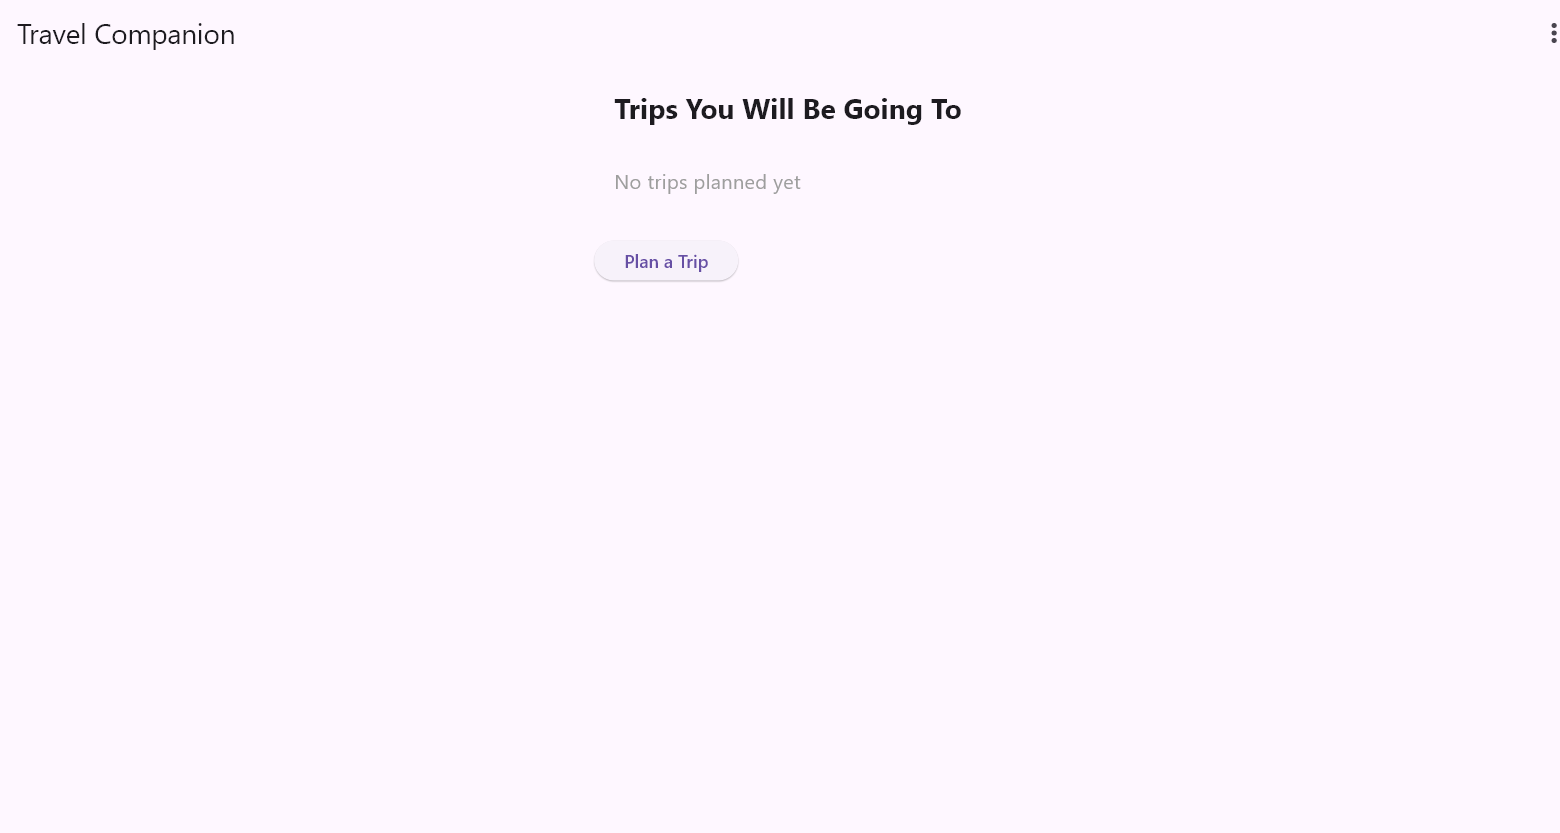 Travel Companion
Trips You Will Be Going To
No trips planned yet
Plan a Trip